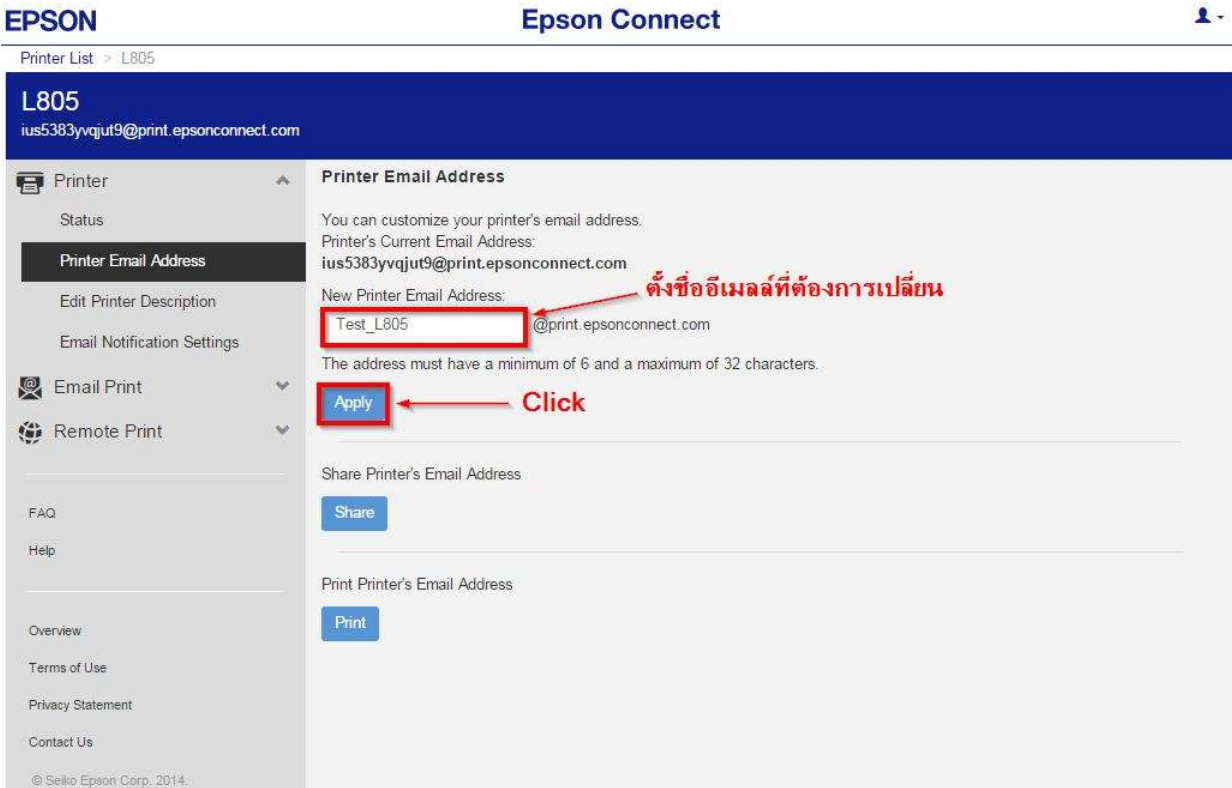 EPSON
Epson Connect
Printer List > L805
L805
ius5383yvqjut9@print.epsonconnect.com
Printer
Status
Printer Email Address
Edit Printer Description
Email Notification Settings
Email Print
Remote Print
FAQ
Help
Overview
Terms of Use
Privacy Statement
Contact Us
© Seiko Epson Corp. 2014.
Printer Email Address
You can customize your printer's email address.
Printer's Current Email Address:
ius5383yvqjut9@print.epsonconnect.com
New Printer Email Address:
ตั้งชื่ออีเมลล์ที่ต้องการเปลี่ยน
Test_L805 @print.epsonconnect.com
The address must have a minimum of 6 and a maximum of 32 characters.
Apply
Click
Share Printer's Email Address
Share
Print Printer's Email Address
Print